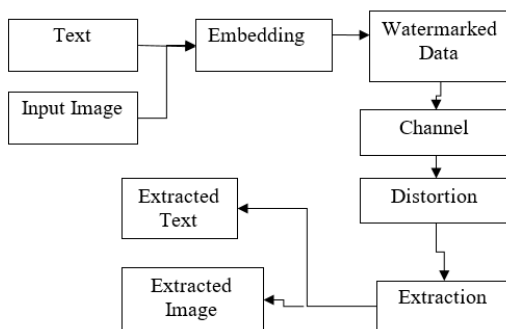 Text
Embedding
Watermarked
Data
Input Image
Channel
Extracted
Text
Distortion
Extracted
Image
Extraction